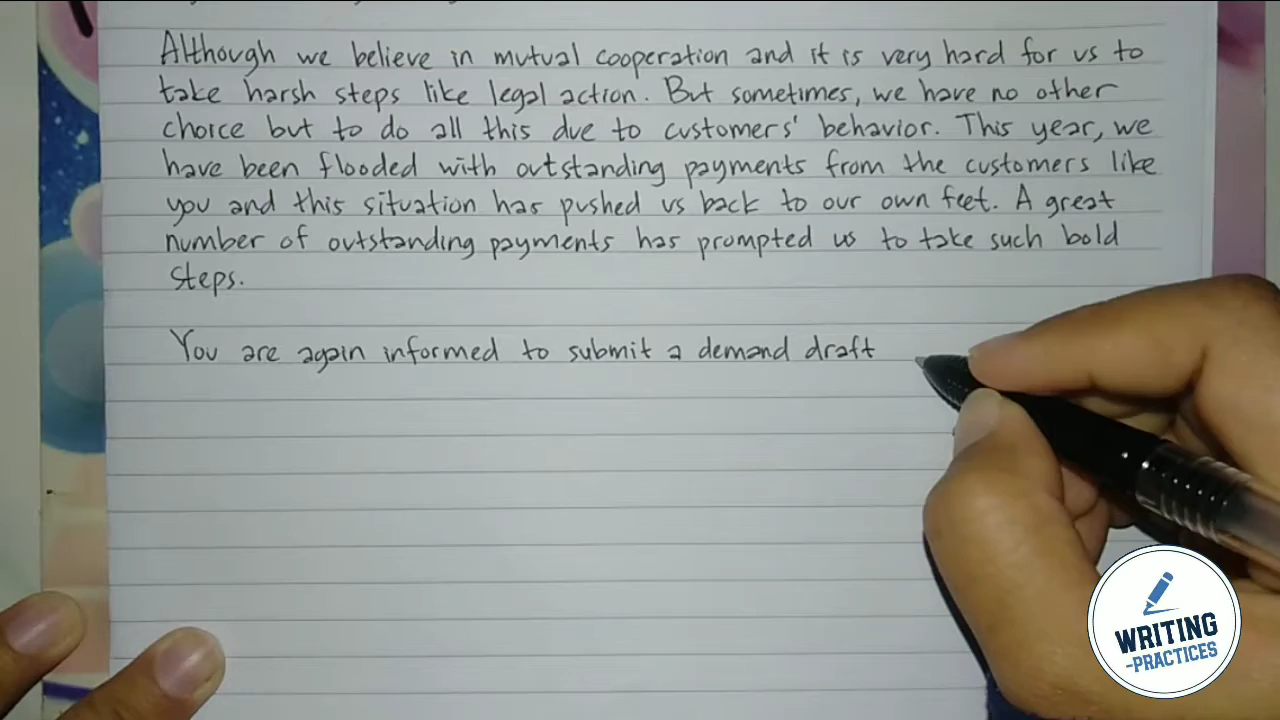 Although we believe in mutual cooperation and it is very hard for us to
take harsh steps like legal action. But sometimes, we have no other
choice but to do all this due to customers' behavior. This year, we
have been flooded with outstanding payments from the customers like
you and this situation has pushed us back to our own feet. A great
number of outstanding payments has prompted us to take such bold
steps.
You are again informed to submit a demand draft
WRITING
-PRACTICES